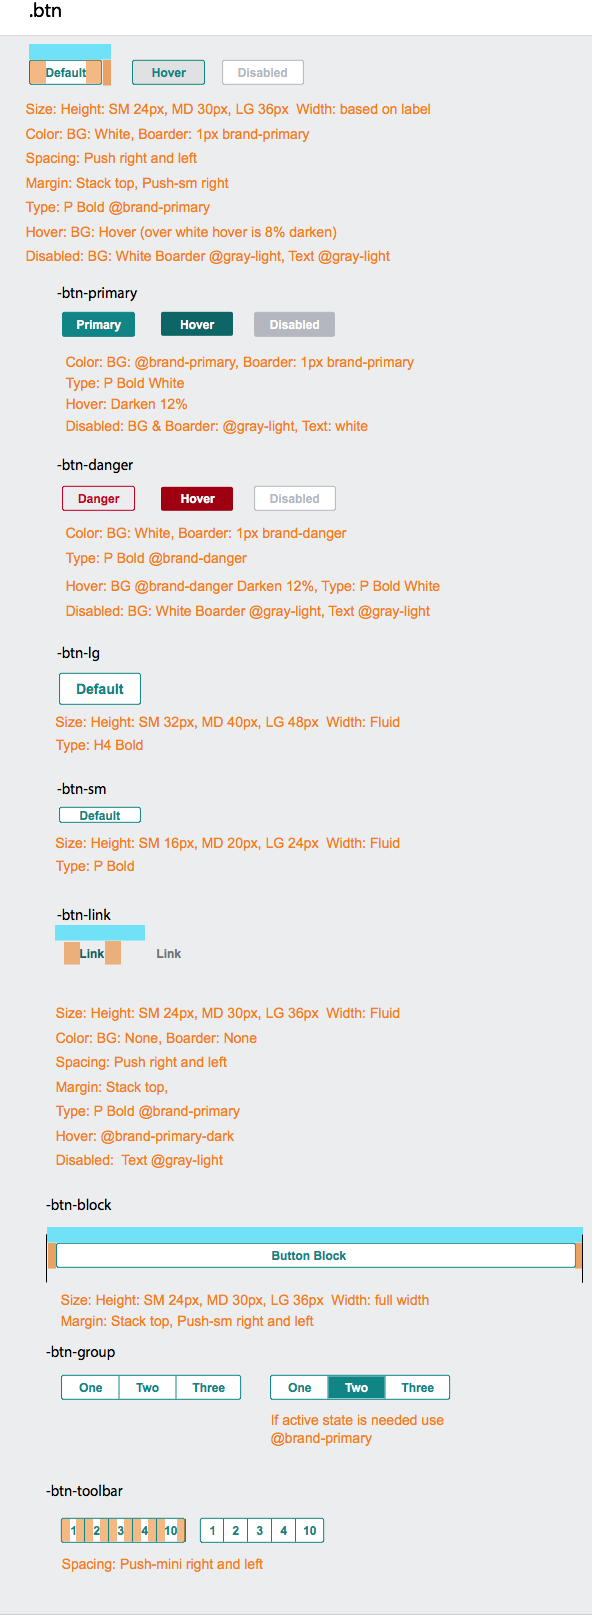 .btn
Default Hover Disabled
Size: Height: SM 24px, MD 30px, LG 36px Width: based on label
Color: BG: White, Boarder: 1px brand-primary
Spacing: Push right and left
Margin: Stack top, Push-sm right
Type: P Bold @brand-primary
Hover: BG: Hover (over white hover is 8% darken)
Disabled: BG: White Boarder @gray-light, Text @gray-light
-btn-primary
Primary Hover Disabled
Color: BG: @brand-primary, Boarder: 1px brand-primary
Type: P Bold White
Hover: Darken 12%
Disabled: BG & Boarder: @gray-light, Text: white
-btn-danger
Danger Hover Disabled
Color: BG: White, Boarder: 1px brand-danger
Type: P Bold @brand-danger
Hover: BG @brand-danger Darken 12%, Type: P Bold White
Disabled: BG: White Boarder @gray-light, Text @gray-light
-btn-lg
Default
Size: Height: SM 32px, MD 40px, LG 48px Width: Fluid
Type: H4 Bold
-btn-sm
Default
Size: Height: SM 16px, MD 20px, LG 24px Width: Fluid
Type: P Bold
-btn-link
Link Link
Size: Height: SM 24px, MD 30px, LG 36px Width: Fluid
Color: BG: None, Boarder: None
Spacing: Push right and left
Margin: Stack top,
Type: P Bold @brand-primary
Hover: @brand-primary-dark
Disabled: Text @gray-light
-btn-block
Button Block
Size: Height: SM 24px, MD 30px, LG 36px Width: full width
Margin: Stack top, Push-sm right and left
-btn-group
One Two Three One Two Three
If active state is needed use
@brand-primary
-btn-toolbar
1 2 3 4 10 1 2 3 4 10
Spacing: Push-mini right and left